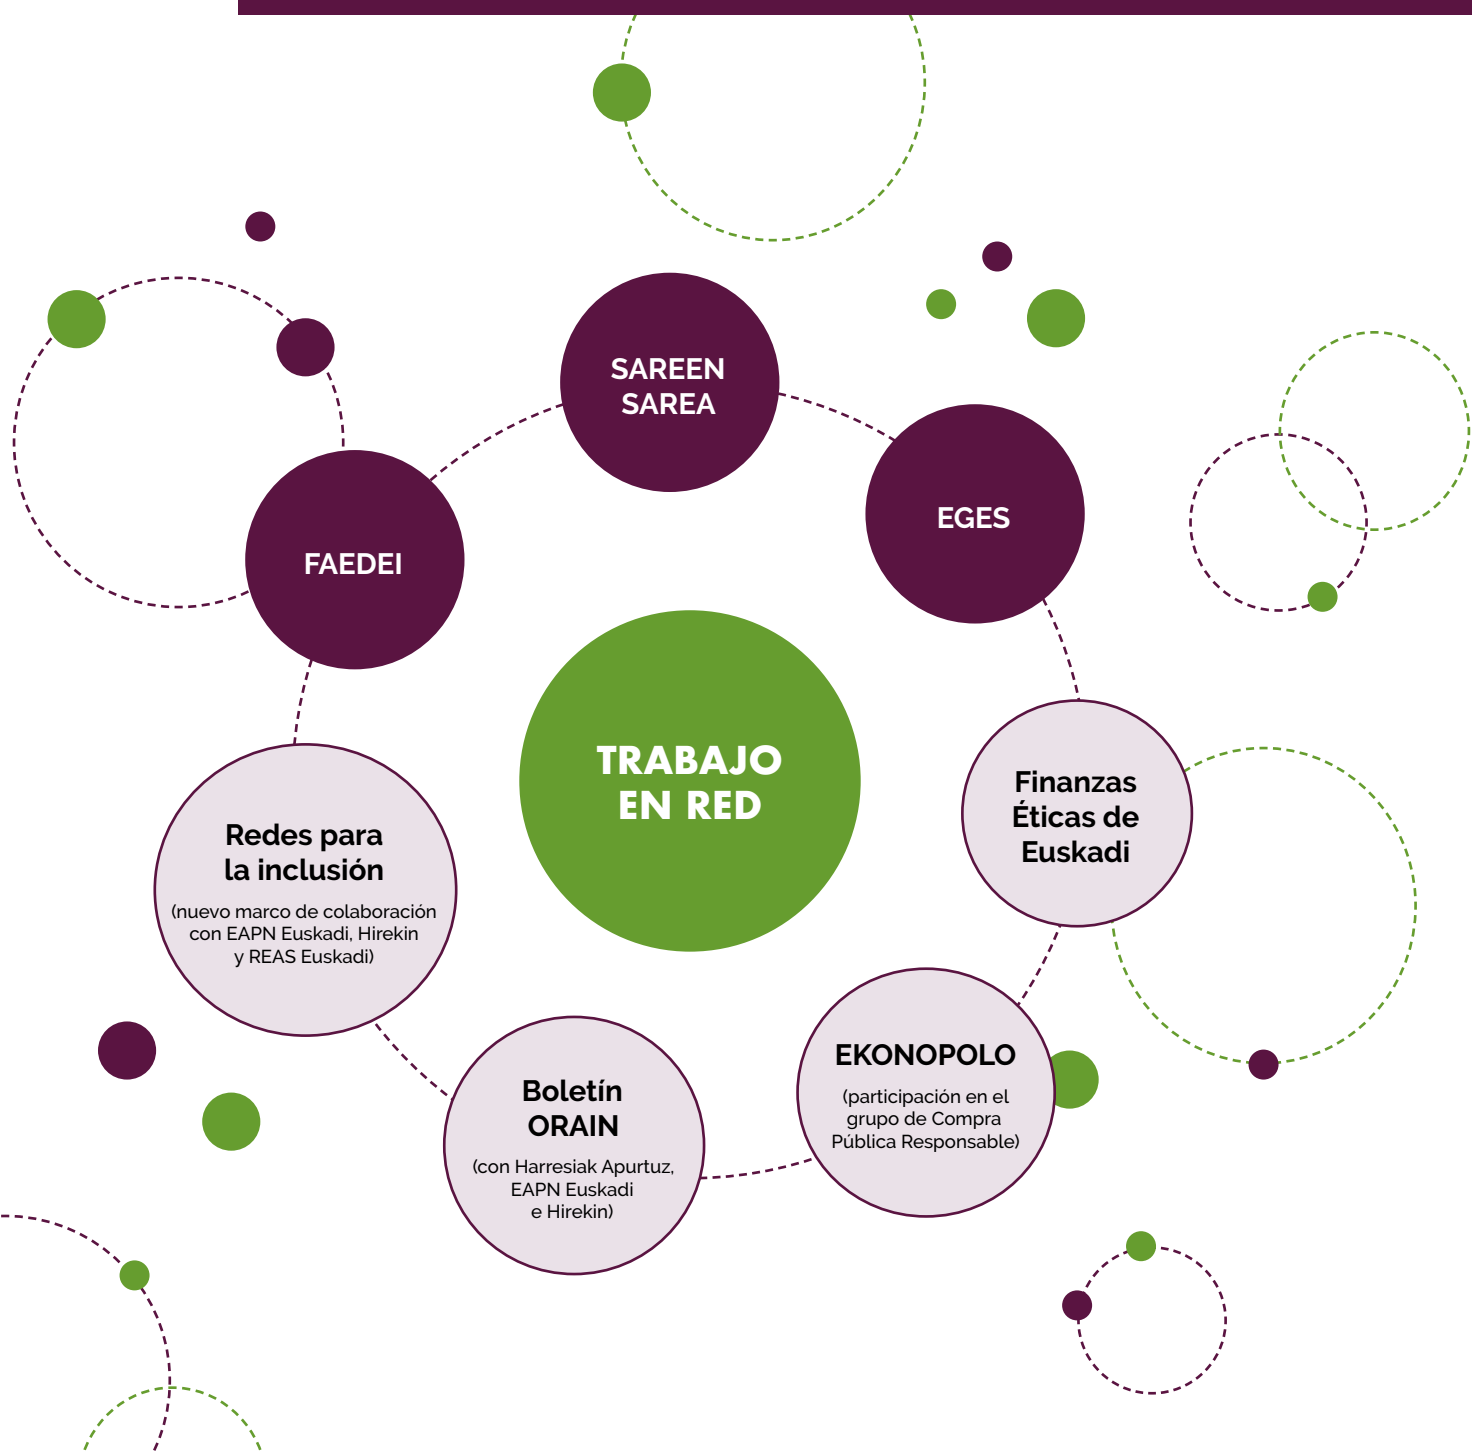 SAREEN
SAREA
EGES
FAEDEI
TRABAJO
EN RED
Finanzas
Éticas de
Euskadi
Redes para
la inclusión
(nuevo marco de colaboración
con EAPN Euskadi, Hirekin
y REAS Euskadi)
EKONOPOLO
(participación en el
grupo de Compra
Pública Responsable)
Boletín
ORAIN
(con Harresiak Apurtuz,
EAPN Euskadi
e Hirekin)